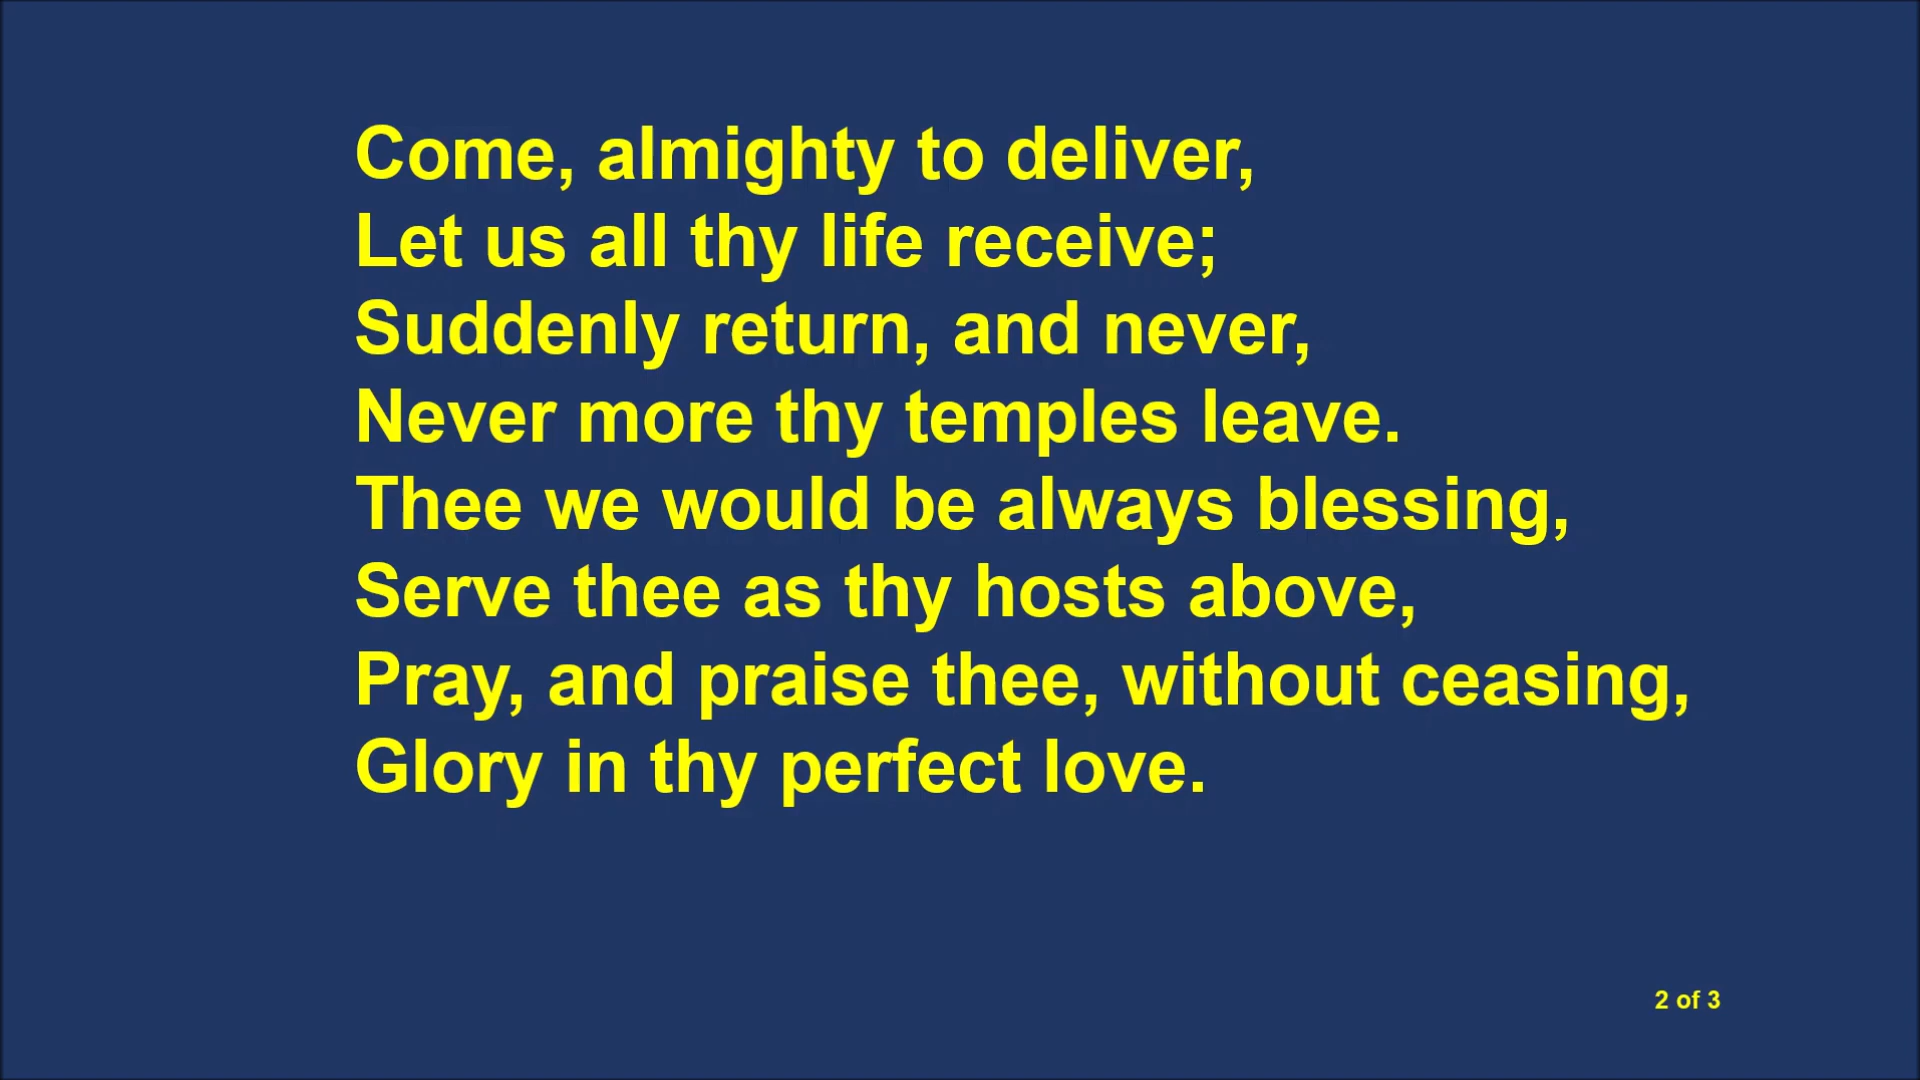 Come, almighty to deliver,
Let us all thy life receive;
Suddenly return, and never,
Never more thy temples leave.
Thee we would be always blessing,
Serve thee as thy hosts above,
Pray, and praise thee, without ceasing,
Glory in thy perfect love.
2 of 3